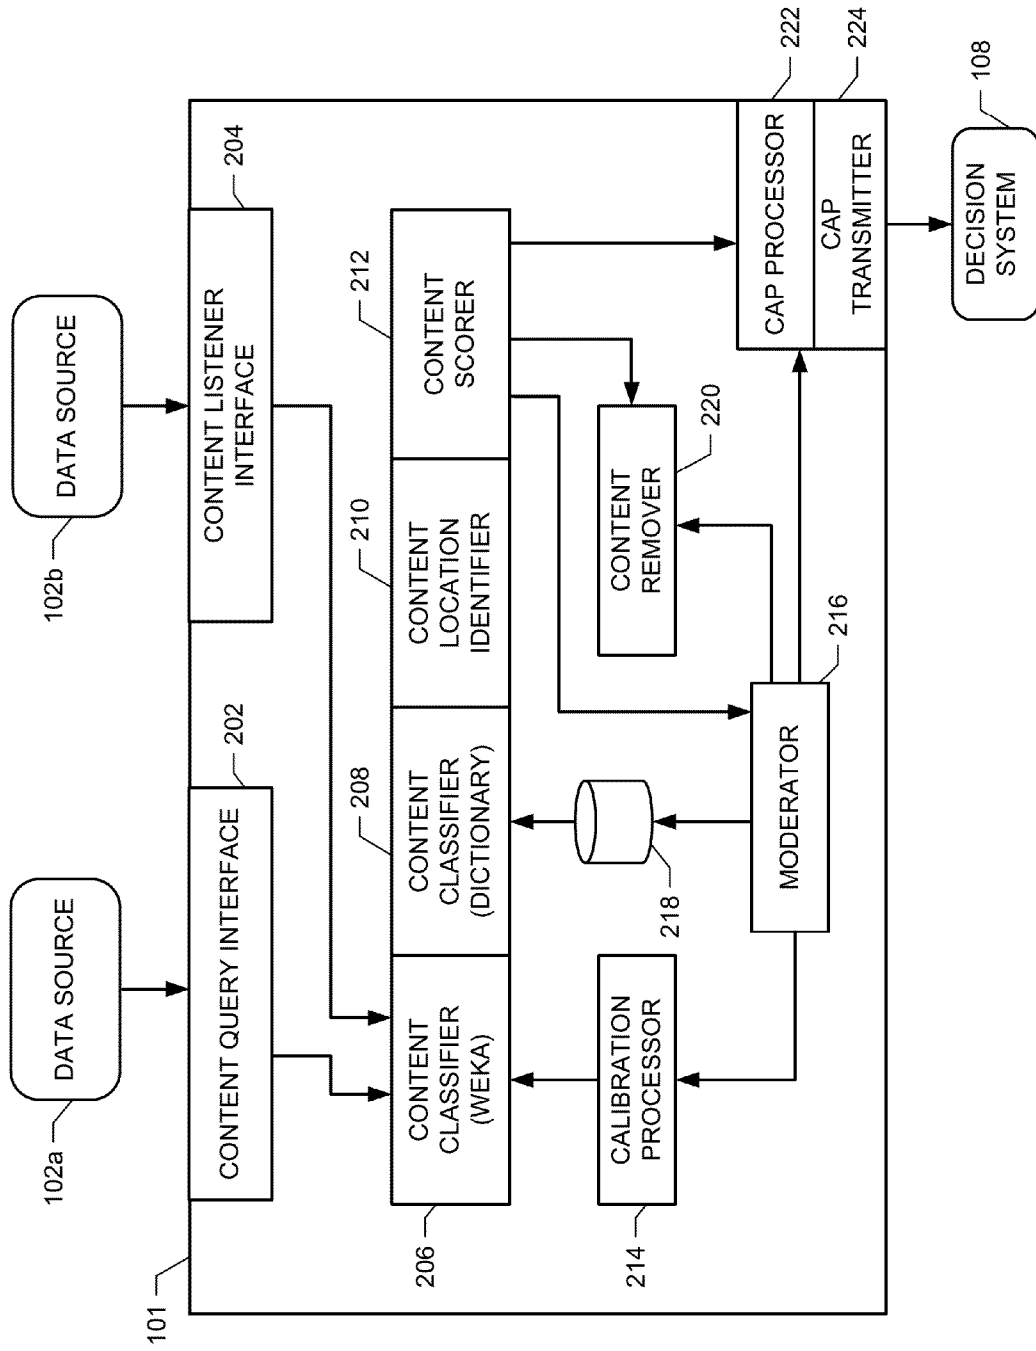 102a
DATA SOURCE
102b
DATA SOURCE
101
CONTENT QUERY INTERFACE
202
CONTENT LISTENER
INTERFACE
204
206
CONTENT
CLASSIFIER
(WEKA)
208
CONTENT
CLASSIFIER
(DICTIONARY)
210
CONTENT
LOCATION
IDENTIFIER
212
CONTENT
SCORER
214
CALIBRATION
PROCESSOR
218
CONTENT
REMOVER
220
MODERATOR
216
CAP PROCESSOR
222
CAP
TRANSMITTER
224
DECISION
SYSTEM
108